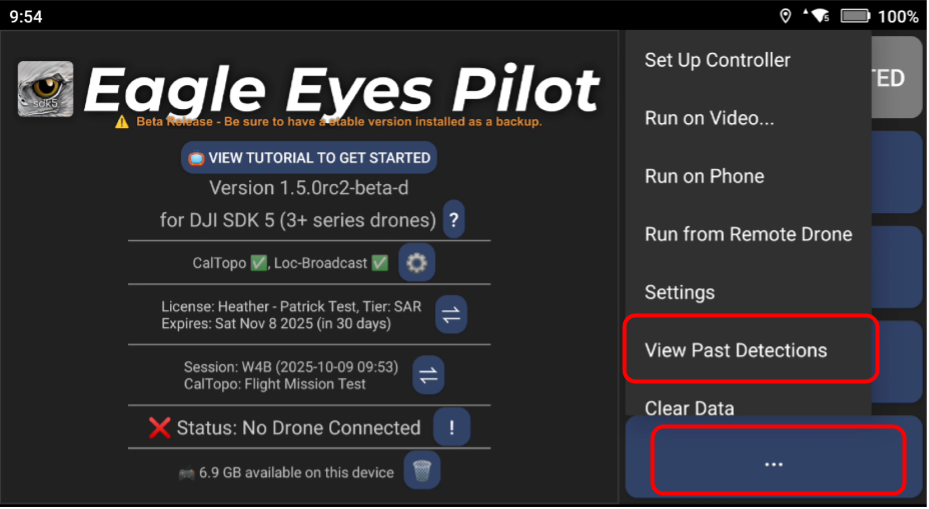 9:54
100%
sdk5
Eagle Eyes Pilot
Beta Release - Be sure to have a stable version installed as a backup.
VIEW TUTORIAL TO GET STARTED
Version 1.5.0rc2-beta-d
for DJI SDK 5 (3+ series drones) ?
CalTopo ✅, Loc-Broadcast ✅
License: Heather - Patrick Test, Tier: SAR
Expires: Sat Nov 8 2025 (in 30 days)
Session: W4B (2025-10-09 09:53)
CalTopo: Flight Mission Test
❌ Status: No Drone Connected !
6.9 GB available on this device
Set Up Controller
Run on Video...
Run on Phone
Run from Remote Drone
Settings
View Past Detections
Clear Data
TED
...